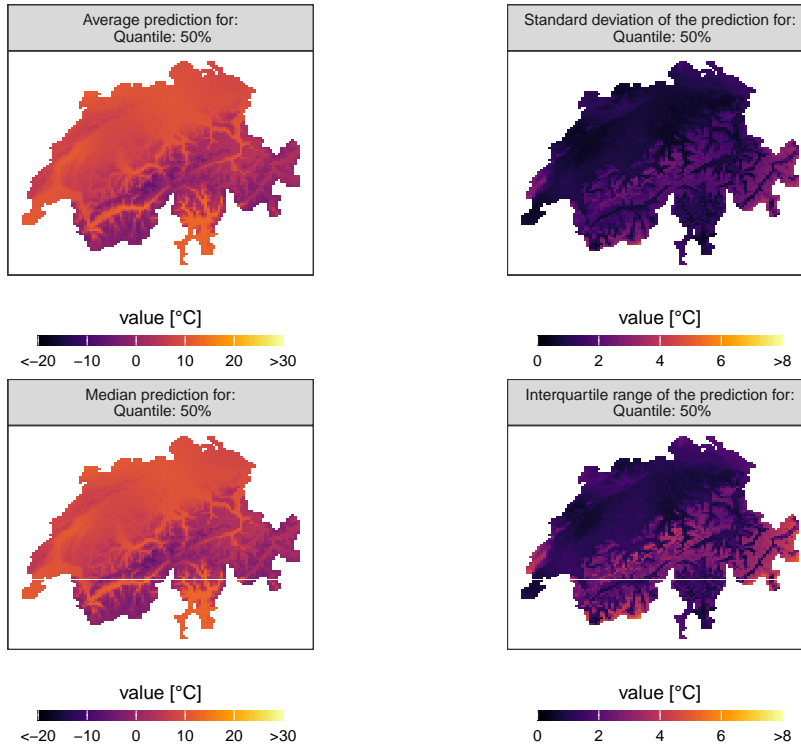 Average prediction for:
Quantile: 50%
Standard deviation of the prediction for:
Quantile: 50%
value [°C]
<−20 −10 0 10 20 >30
value [°C]
0 2 4 6 >8
Median prediction for:
Quantile: 50%
Interquartile range of the prediction for:
Quantile: 50%
value [°C]
<−20 −10 0 10 20 >30
value [°C]
0 2 4 6 >8